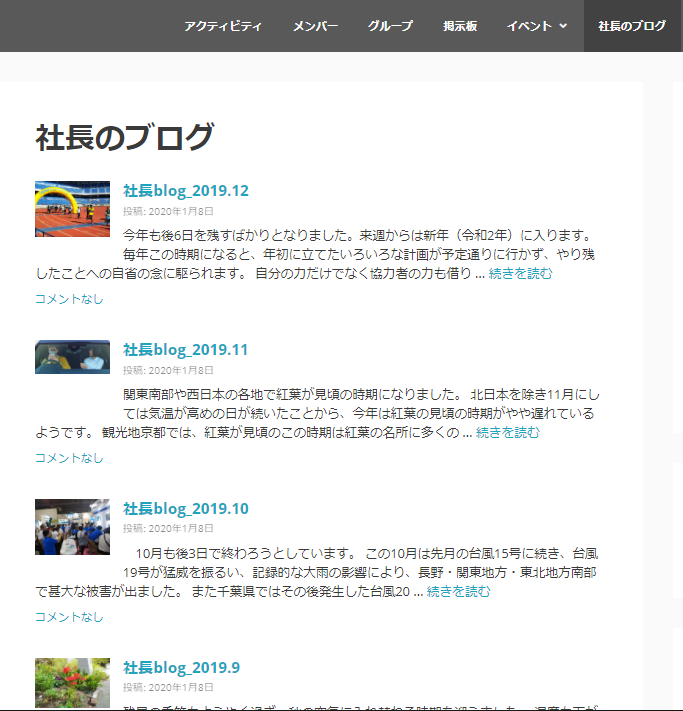 アクティビティ メンバー グループ 掲示板 イベント 社長のブログ
社長のブログ
社長blog_2019.12
投稿: 2020年1月8日
今年も後6日を残すばかりとなりました。来週からは新年（令和2年）に入ります。
毎年この時期になると、年初に立てたいろいろな計画が予定通りに行かず、やり残
したことへの自省の念に駆られます。 自分の力だけでなく協力者の力も借り ... 続きを読む
コメントなし
社長blog_2019.11
投稿: 2020年1月8日
関東南部や西日本の各地で紅葉が見頃の時期になりました。 北日本を除き11月にし
ては気温が高めの日が続いたことから、今年は紅葉の見頃の時期がやや遅れている
ようです。 観光地京都では、紅葉が見頃のこの時期は紅葉の名所に多くの ... 続きを読む
コメントなし
社長blog_2019.10
投稿: 2020年1月8日
10月も後3日で終わろうとしています。 この10月は先月の台風15号に続き、台風
19号が猛威を振るい、記録的な大雨の影響により、長野・関東地方・東北地方南部
で甚大な被害が出ました。 また千葉県ではその後発生した台風20 ... 続きを読む
コメントなし
社長blog_2019.9
投稿: 2020年1月8日